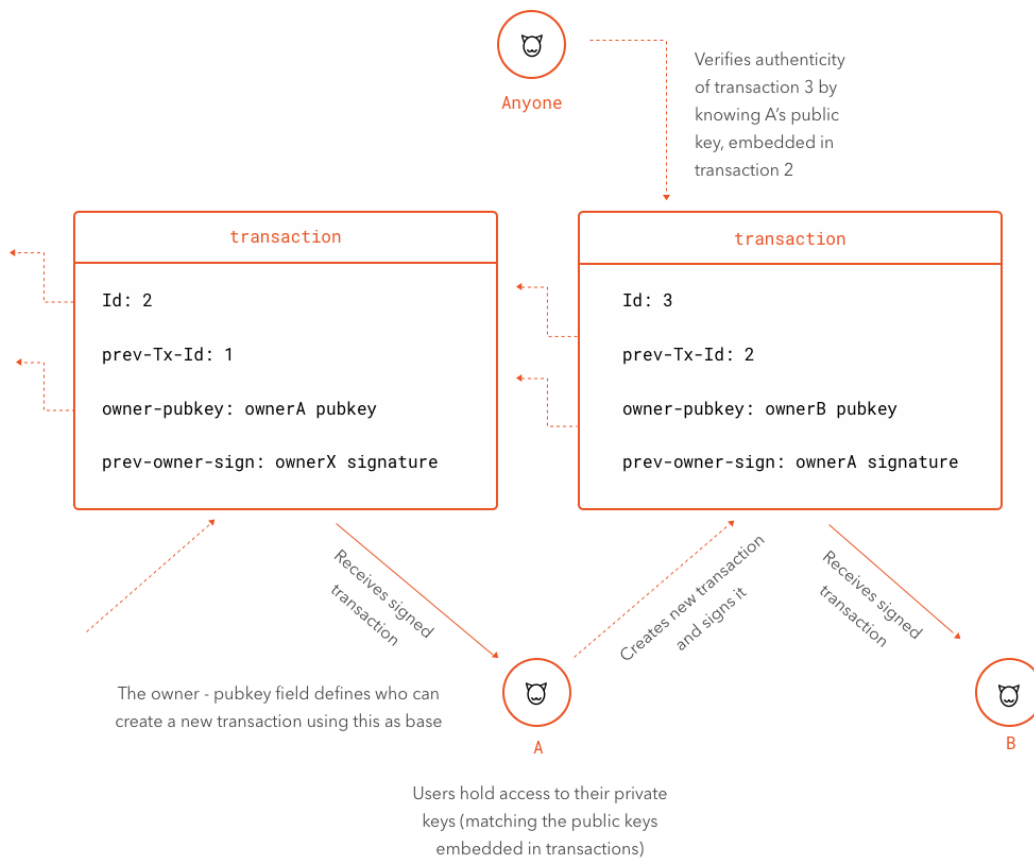 Anyone
Verifies authenticity
of transaction 3 by
knowing A’s public
key, embedded in
transaction 2
transaction
Id: 2
prev-Tx-Id: 1
owner-pubkey: ownerA pubkey
prev-owner-sign: ownerX signature
transaction
Id: 3
prev-Tx-Id: 2
owner-pubkey: ownerB pubkey
prev-owner-sign: ownerA signature
Receives signed
transaction
Creates new transaction
and signs it
Receives signed
transaction
The owner - pubkey field defines who can
create a new transaction using this as base
A
B
Users hold access to their private
keys (matching the public keys
embedded in transactions)